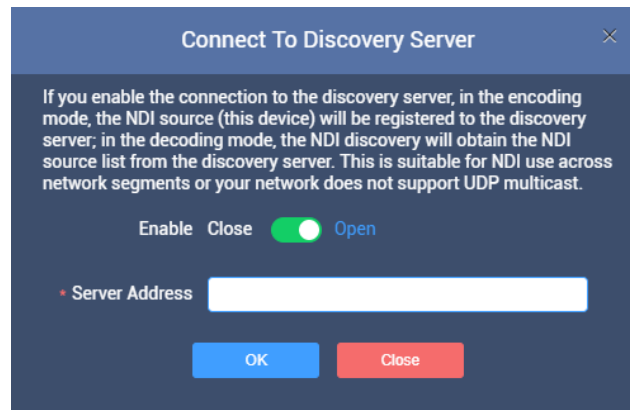 Connect To Discovery Server
If you enable the connection to the discovery server, in the encoding
mode, the NDI source (this device) will be registered to the discovery
server; in the decoding mode, the NDI discovery will obtain the NDI
source list from the discovery server. This is suitable for NDI use across
network segments or your network does not support UDP multicast.
Enable Close Open
* Server Address
OK Close